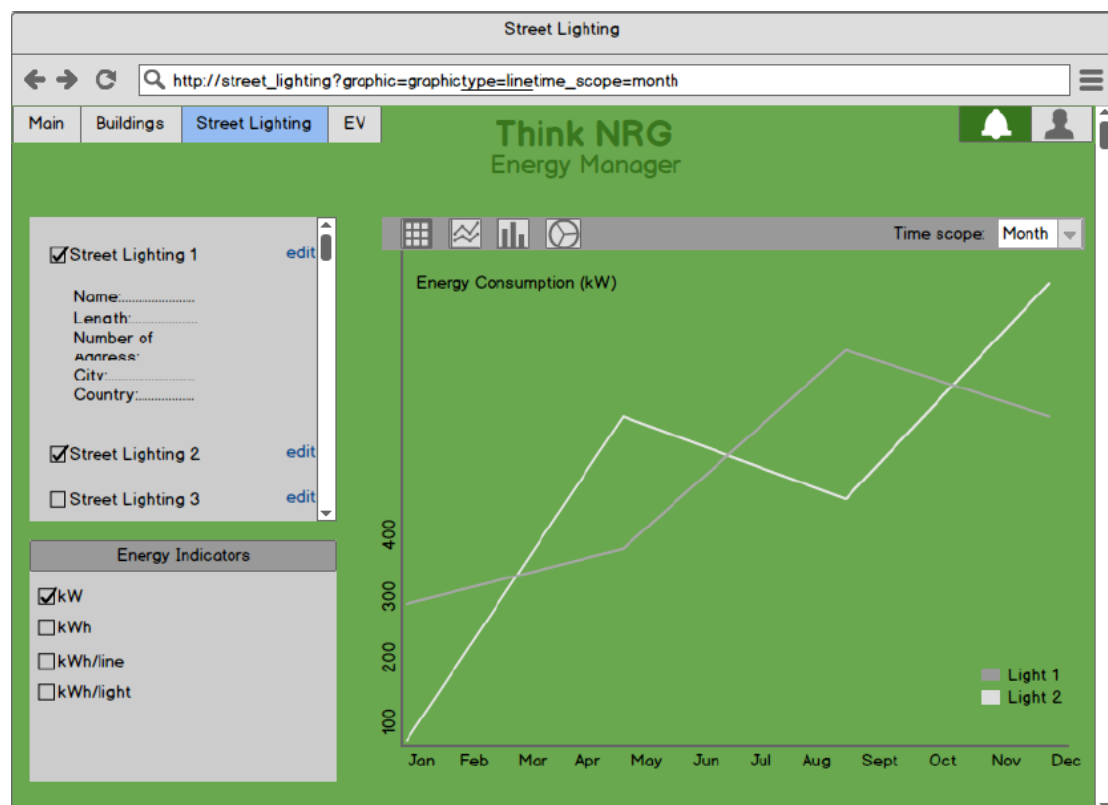 Street Lighting
http://street_lighting?graphic=graphictype=linetime_scope=month
Main Buildings Street Lighting EV
Think NRG
Energy Manager
Street Lighting 1 edit
Name:
Length:
Number of
Address:
City:
Country:
Street Lighting 2 edit
Street Lighting 3 edit
Energy Indicators
kW
kWh
kWh/line
kWh/light
Time scope: Month
Energy Consumption (kW)
400
300
200
100
Light 1
Light 2
Jan Feb Mar Apr May Jun Jul Aug Sept Oct Nov Dec